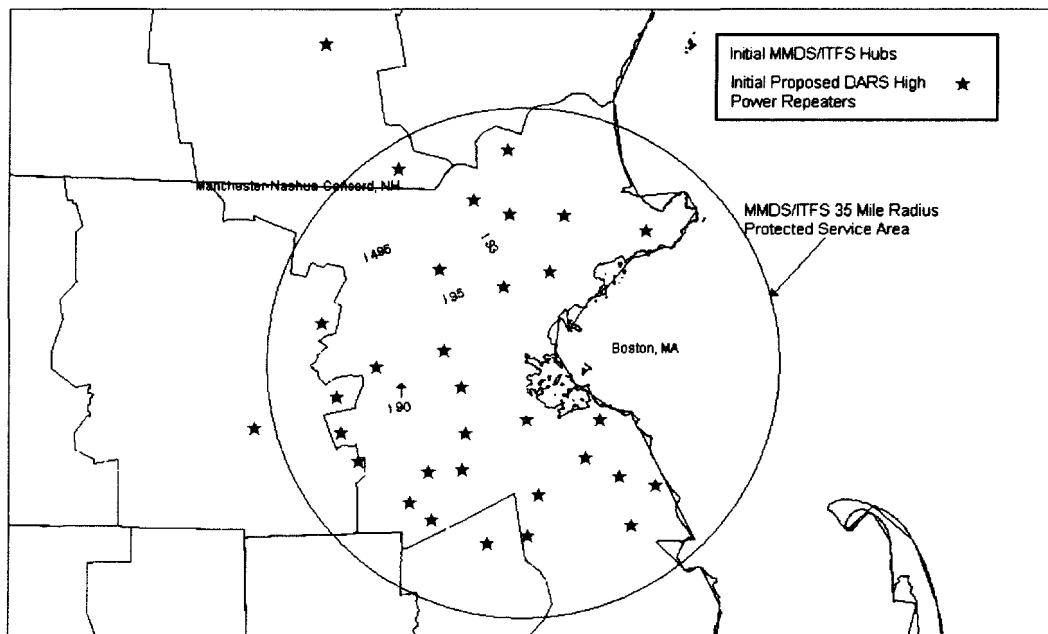 Initial MMDS/ITFS Hubs
Initial Proposed DARS High
Power Repeaters
Manchester-Nashua-Concord, NH
MMDS/ITFS 35 Mile Radius
Protected Service Area
I 495
I 93
I 95
Boston, MA
I 90